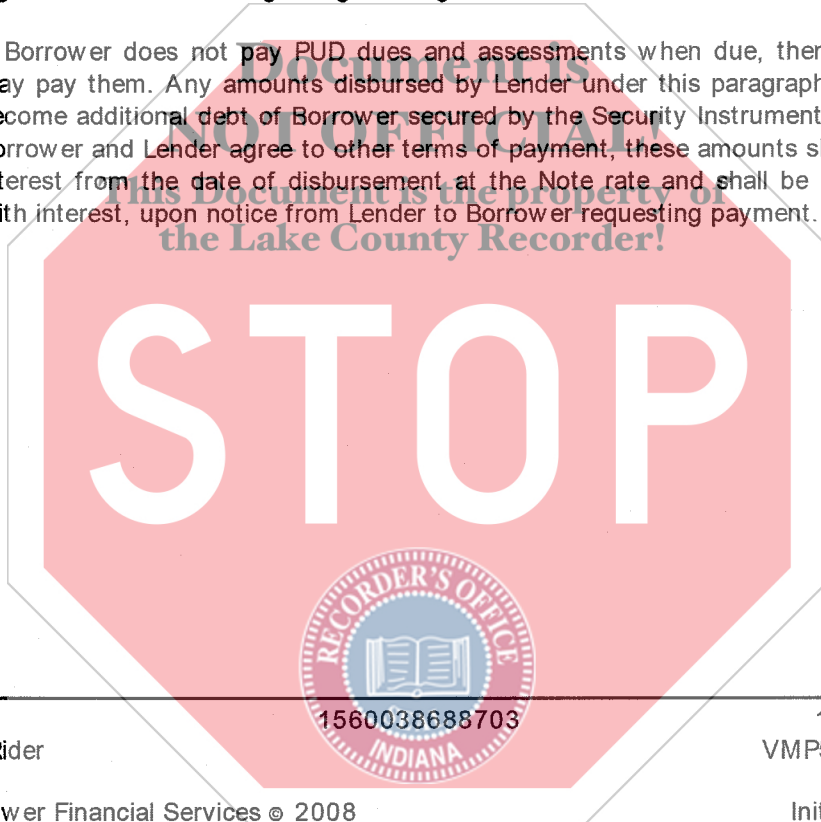 Borrower does not pay PUD dues and assessments when due, then
ay pay them. Any amounts disbursed by Lender under this paragraph
ecome additional debt of Borrower secured by the Security Instrument
orrower and Lender agree to other terms of payment, these amounts sh
terest from the date of disbursement at the Note rate and shall be
ith interest, upon notice from Lender to Borrower requesting payment.
Document is
NOT OFFICIAL!
This Document is the property of
the Lake County Recorder!
STOP
RECORDER'S OFFICE
INDIANA
1560038688703
Rider
VMP
wer Financial Services © 2008
Init